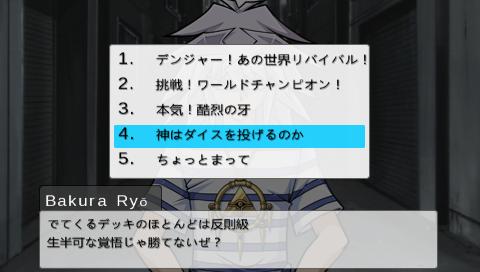 1. デンジャー！あの世界リバイバル！
2. 挑戦！ワールドチャンピオン！
3. 本気！酷烈の牙
4. 神はダイスを投げるのか
5. ちょっとまって
Bakura Ryō
でてくるデッキのほとんどは反則級
生半可な覚悟じゃ勝てないぜ？